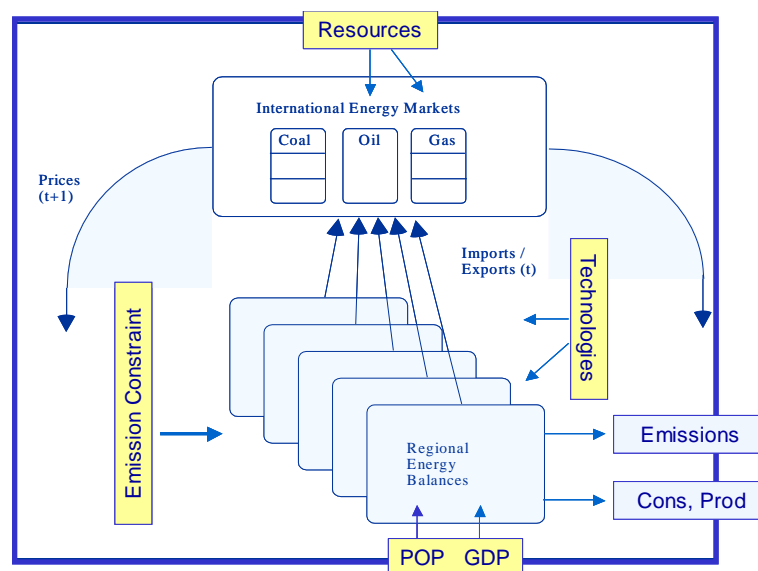 Resources
International Energy Markets
Coal
Oil
Gas
Prices
(t+1)
Imports /
Exports (t)
Technologies
Emission Constraint
Regional
Energy
Balances
Emissions
Cons, Prod
POP GDP